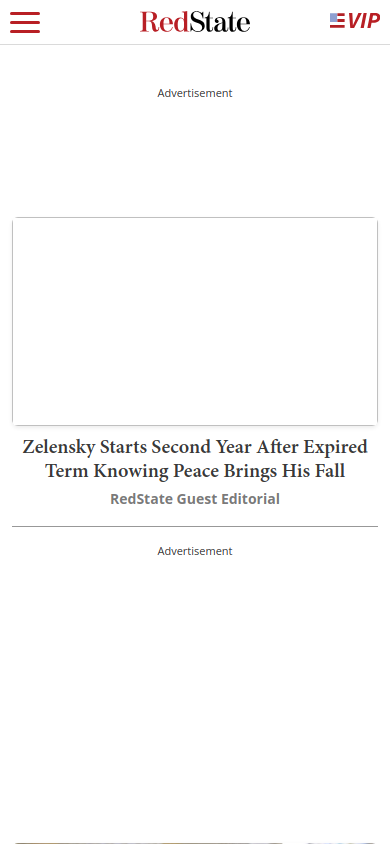 RedState
VIP
Advertisement
Zelensky Starts Second Year After Expired
Term Knowing Peace Brings His Fall
RedState Guest Editorial
Advertisement